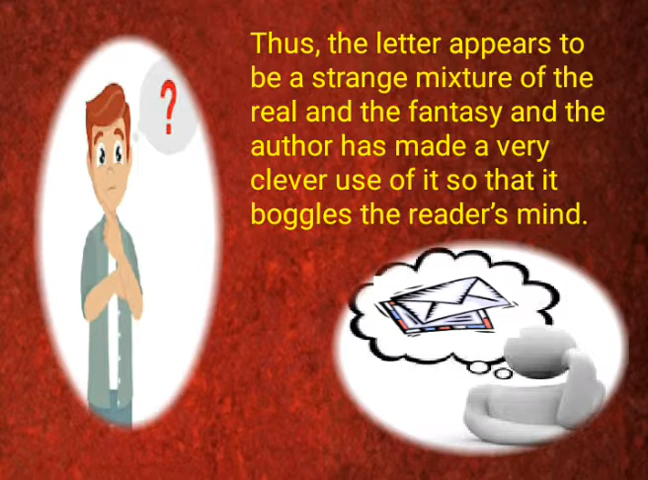 Thus, the letter appears to
be a strange mixture of the
real and the fantasy and the
author has made a very
clever use of it so that it
boggles the reader's mind.
?